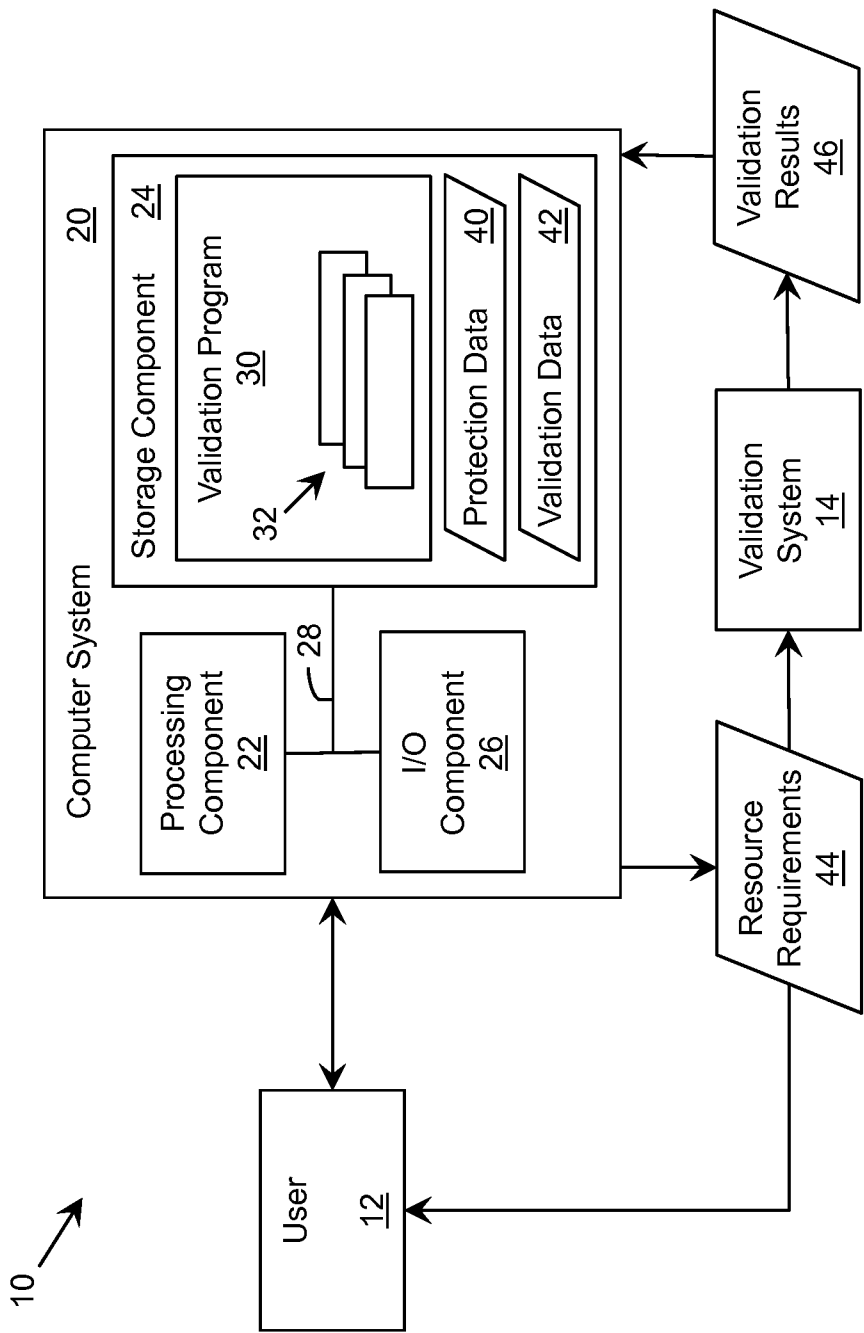 10
Computer System
20
Storage Component
24
Validation Program
30
32
Protection Data
40
Validation Data
42
Processing
Component
22
28
I/O
Component
26
User
12
Resource
Requirements
44
Validation
System
14
Validation
Results
46